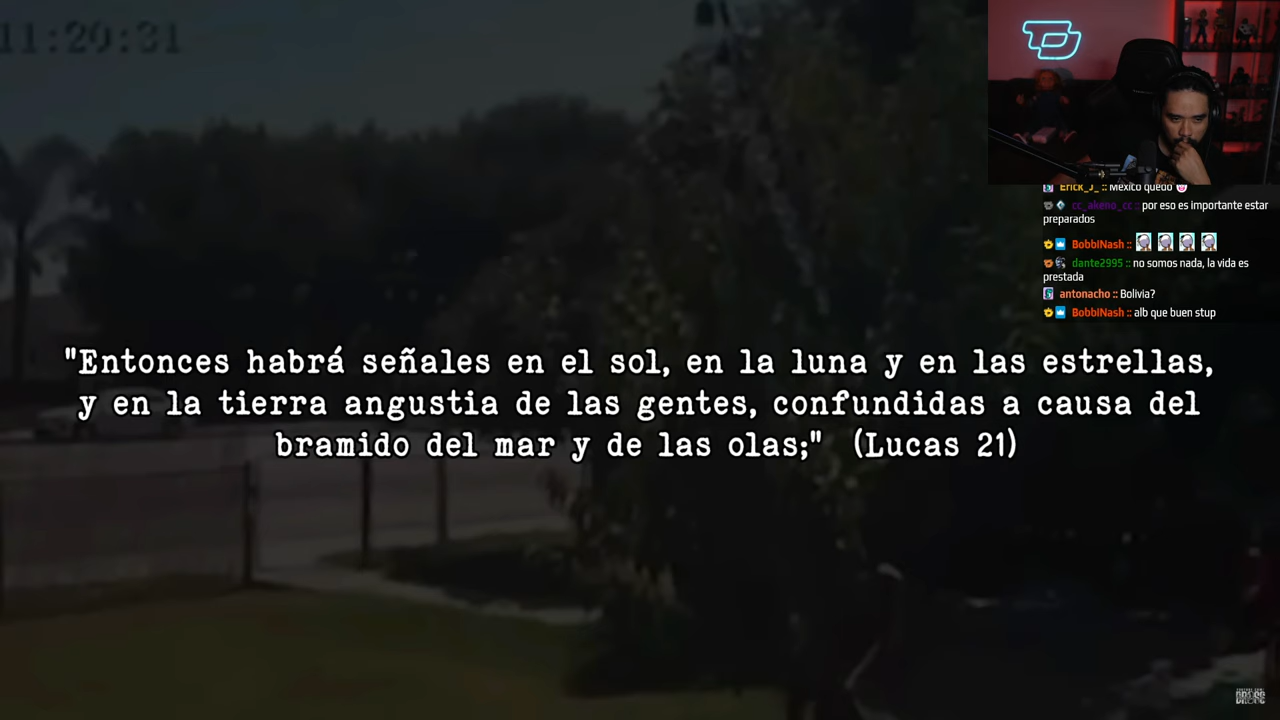 11:20:31
Erick_J_ :: Mexico quedó
cc_akeno_cc :: por eso es importante estar
preparados
BobbiNash ::
dante2995 :: no somos nada, la vida es
prestada
antonacho :: Bolivia?
BobbiNash :: alb que buen stup
"Entonces habrá señales en el sol, en la luna y en las estrellas,
y en la tierra angustia de las gentes, confundidas a causa del
bramido del mar y de las olas;" (Lucas 21)
DROSS